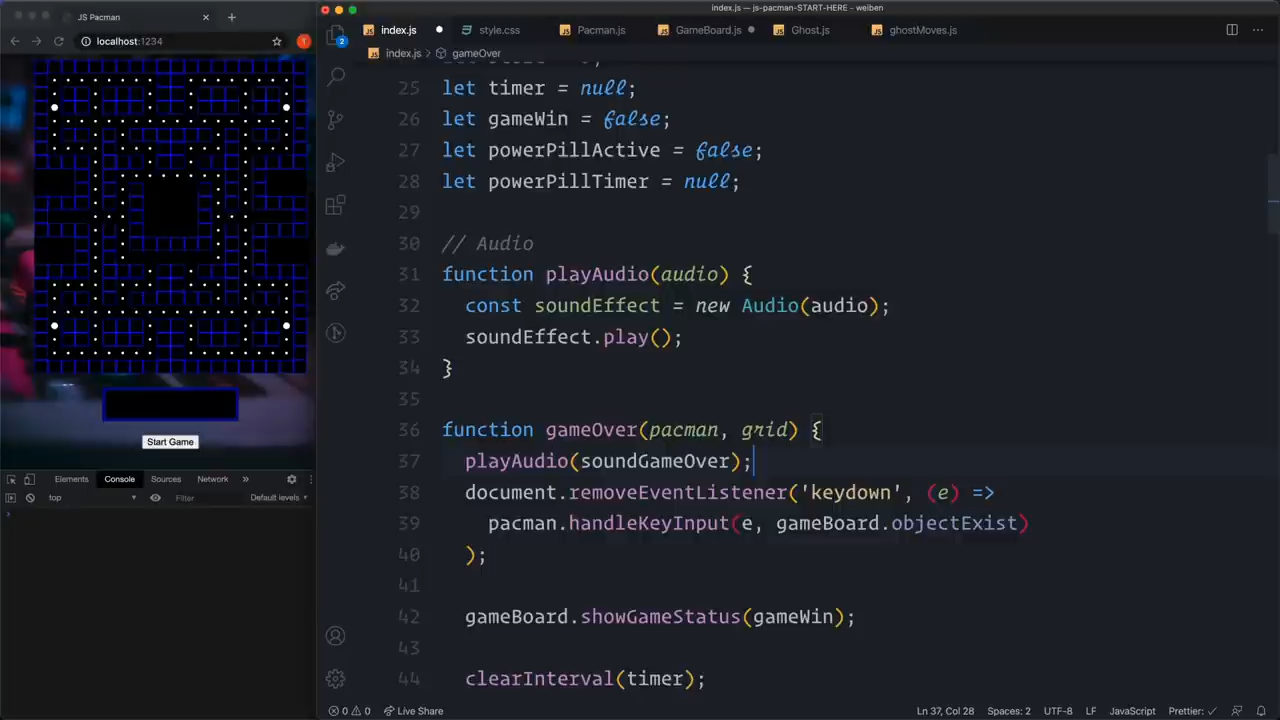 index.js — js-pacman-START-HERE — weiben
JS Pacman
localhost:1234
T
Start Game
Elements Console Sources Network »
top Filter Default levels
2
index.js style.css Pacman.js GameBoard.js Ghost.js ghostMoves.js
index.js › gameOver
25 let timer = null;
26 let gameWin = false;
27 let powerPillActive = false;
28 let powerPillTimer = null;
29
30 // Audio
31 function playAudio(audio) {
32 const soundEffect = new Audio(audio);
33 soundEffect.play();
34 }
35
36 function gameOver(pacman, grid) {
37 playAudio(soundGameOver);
38 document.removeEventListener('keydown', (e) =>
39 pacman.handleKeyInput(e, gameBoard.objectExist)
40 );
41
42 gameBoard.showGameStatus(gameWin);
43
44 clearInterval(timer);
0 0 Live Share Ln 37, Col 28 Spaces: 2 UTF-8 LF JavaScript Prettier: ✓